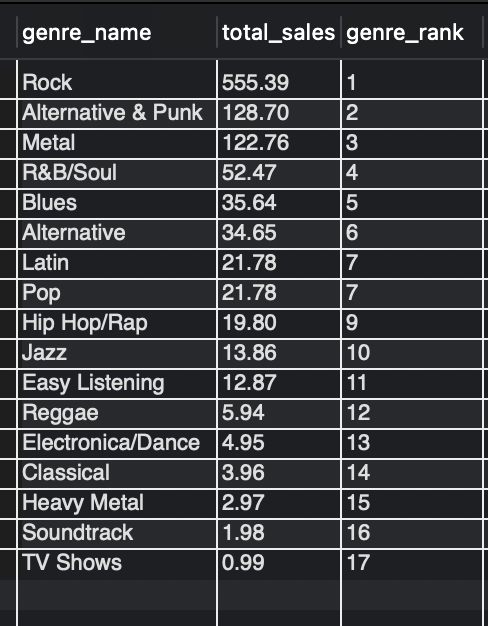 genre_name total_sales genre_rank
Rock 555.39 1
Alternative & Punk 128.70 2
Metal 122.76 3
R&B/Soul 52.47 4
Blues 35.64 5
Alternative 34.65 6
Latin 21.78 7
Pop 21.78 7
Hip Hop/Rap 19.80 9
Jazz 13.86 10
Easy Listening 12.87 11
Reggae 5.94 12
Electronica/Dance 4.95 13
Classical 3.96 14
Heavy Metal 2.97 15
Soundtrack 1.98 16
TV Shows 0.99 17